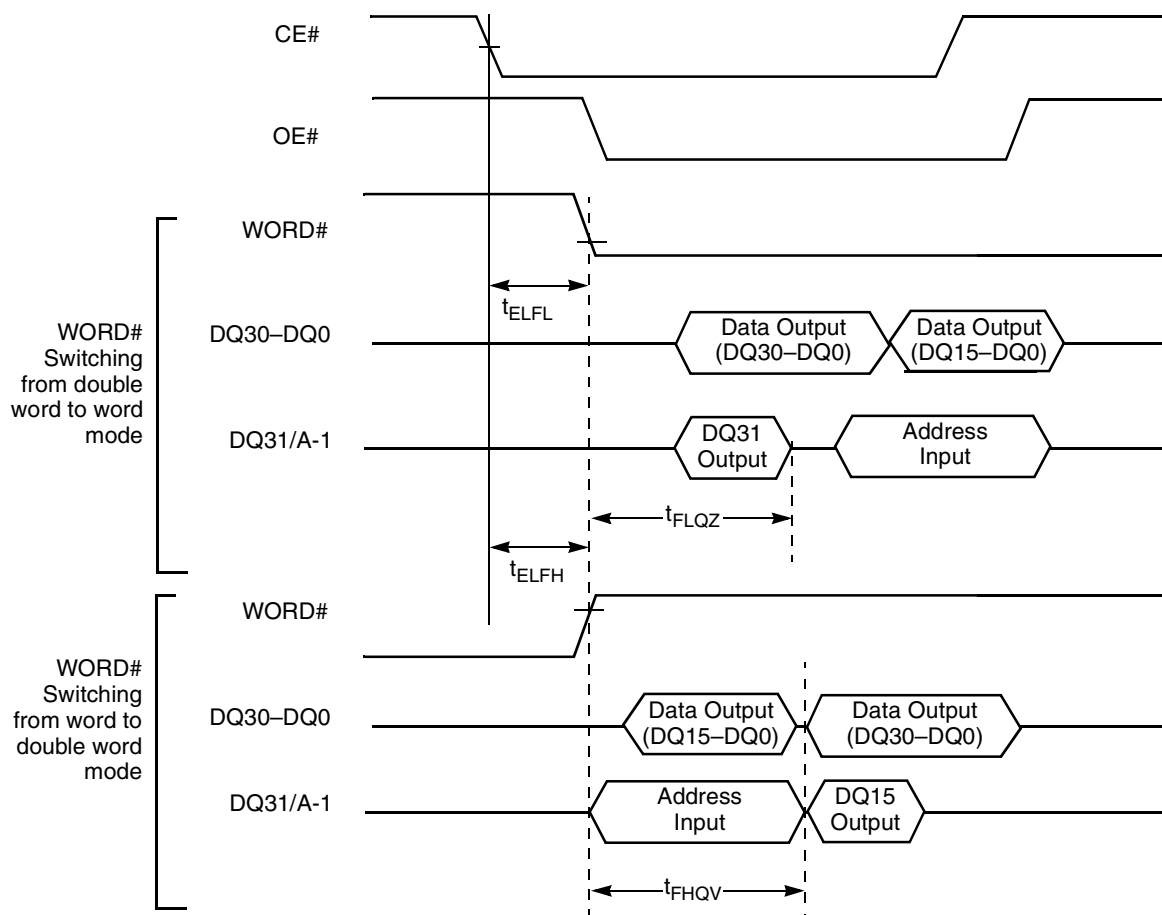 CE#
OE#
WORD#
tELFL
WORD#
Switching
from double
word to word
mode
DQ30–DQ0
Data Output
(DQ30–DQ0)
Data Output
(DQ15–DQ0)
DQ31/A-1
DQ31
Output
Address
Input
tFLQZ
tELFH
WORD#
WORD#
Switching
from word to
double word
mode
DQ30–DQ0
Data Output
(DQ15–DQ0)
Data Output
(DQ30–DQ0)
DQ31/A-1
Address
Input
DQ15
Output
tFHQV